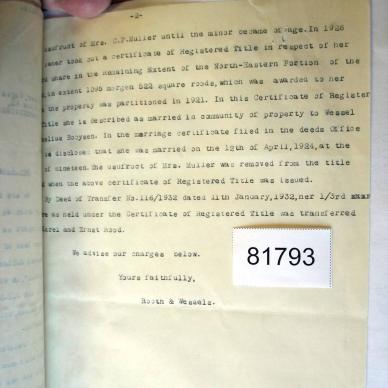 -2-
usufruct of Mrs. C.P.Muller until the minor became of age. In 1926
took out a certificate of Registered Title in respect of her
rd share in the Remaining Extent of the North-Eastern Portion of the
in extent 1095 morgen 522 square roods, which was awarded to her
the property was partitioned in 1921. In this Certificate of Register
Title she is described as married in community of property to Wessel
elius Booysen. In the marriage certificate filed in the deeds Office
is disclosed that she was married on the 12th of April, 1924, at the
of nineteen. The usufruct of Mrs. Muller was removed from the title
when the above certificate of Registered Title was issued.
By Deed of Transfer No.116/1932 dated 11th January, 1932, her 1/3rd
re as held under the Certificate of Registered Title was transferred
Karel and Ernst Rood.
We advise our charges below.
Yours faithfully,
Rooth & Wessels.
81793